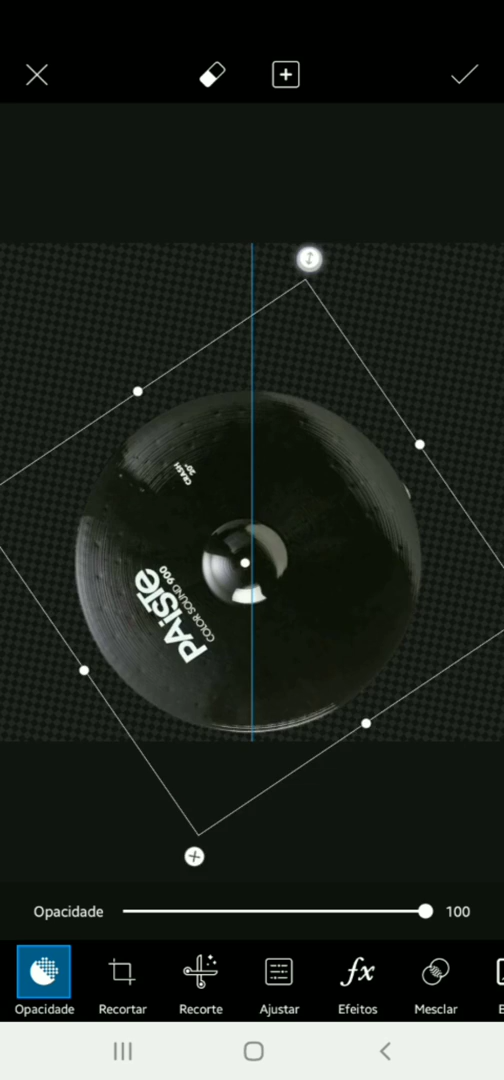 CRASH
20"
PAiSTe
COLOR SOUND 900
Opacidade
100
Opacidade
Recortar
Recorte
Ajustar
fx
Efeitos
Mesclar